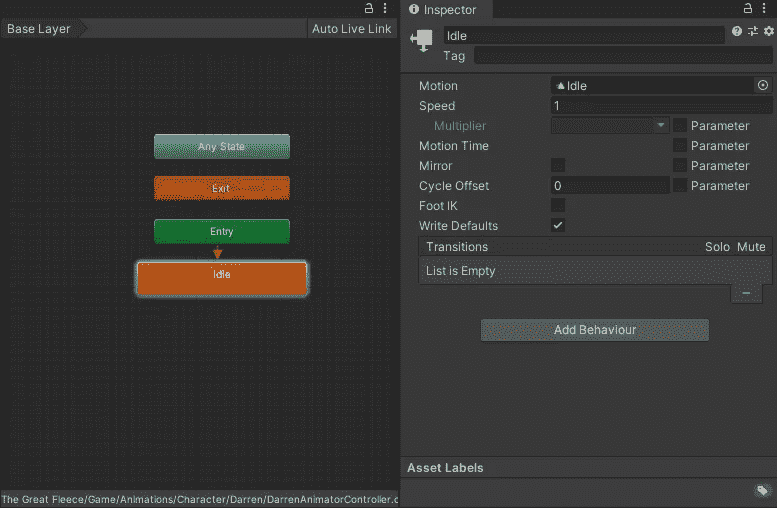 Base Layer
Auto Live Link
Any State
Exit
Entry
Idle
The Great Fleece/Game/Animations/Character/Darren/DarrenAnimatorController.c
Inspector
Idle
Tag
Motion Idle
Speed 1
Multiplier Parameter
Motion Time Parameter
Mirror Parameter
Cycle Offset 0 Parameter
Foot IK
Write Defaults
Transitions Solo Mute
List is Empty
Add Behaviour
Asset Labels